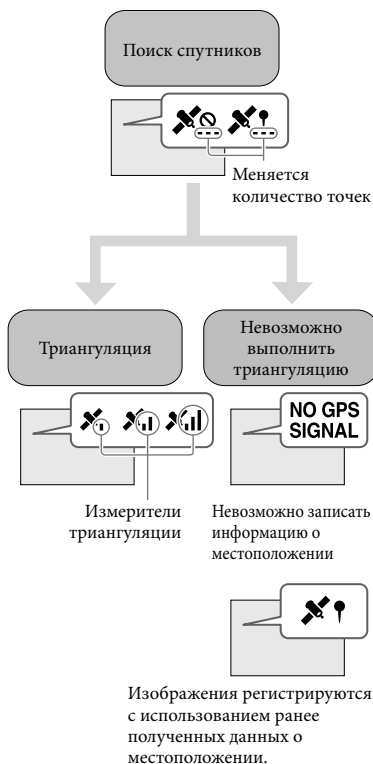 Поиск спутников
Меняется
количество точек
Триангуляция
Невозможно
выполнить
триангуляцию
NO GPS
SIGNAL
Измерители
триангуляции
Невозможно записать
информацию о
местоположении
Изображения регистрируются
с использованием ранее
полученных данных о
местоположении.